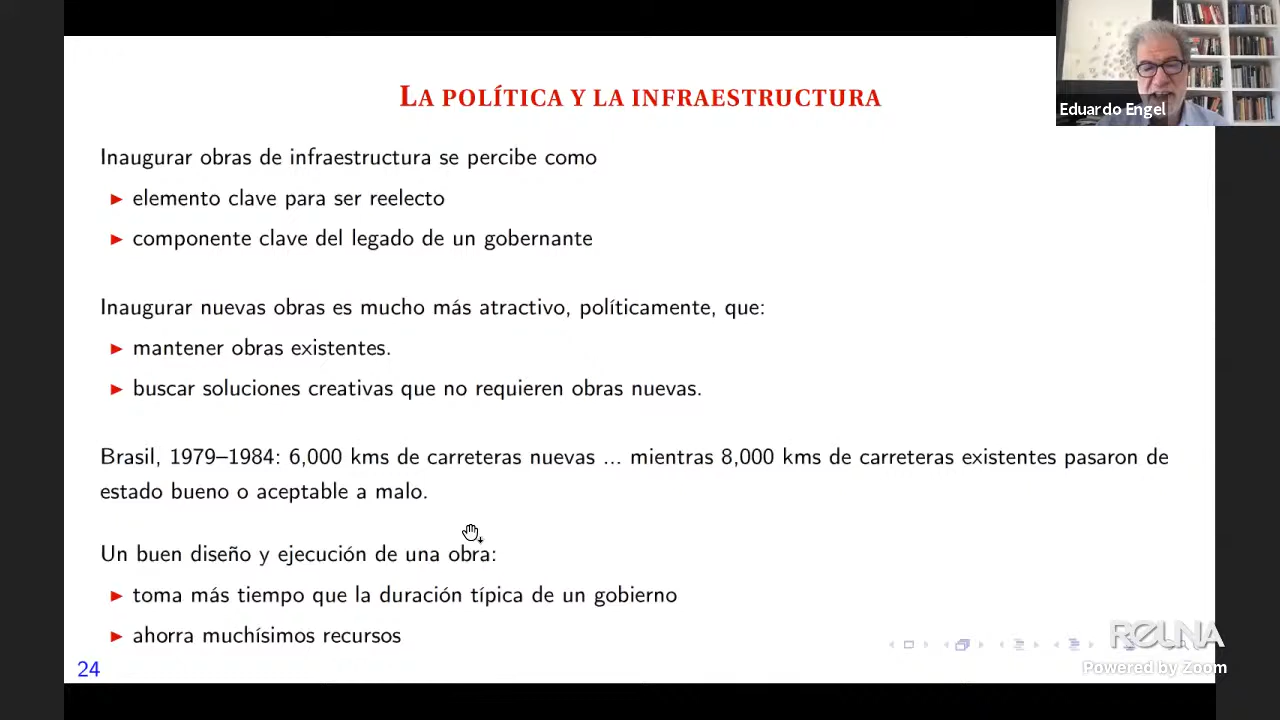 LA POLÍTICA Y LA INFRAESTRUCTURA
Eduardo Engel
Inaugurar obras de infraestructura se percibe como
elemento clave para ser reelecto
componente clave del legado de un gobernante
Inaugurar nuevas obras es mucho más atractivo, políticamente, que:
mantener obras existentes.
buscar soluciones creativas que no requieren obras nuevas.
Brasil, 1979–1984: 6,000 kms de carreteras nuevas ... mientras 8,000 kms de carreteras existentes pasaron de
estado bueno o aceptable a malo.
Un buen diseño y ejecución de una obra:
toma más tiempo que la duración típica de un gobierno
ahorra muchísimos recursos
REUNA
Powered by Zoom
24